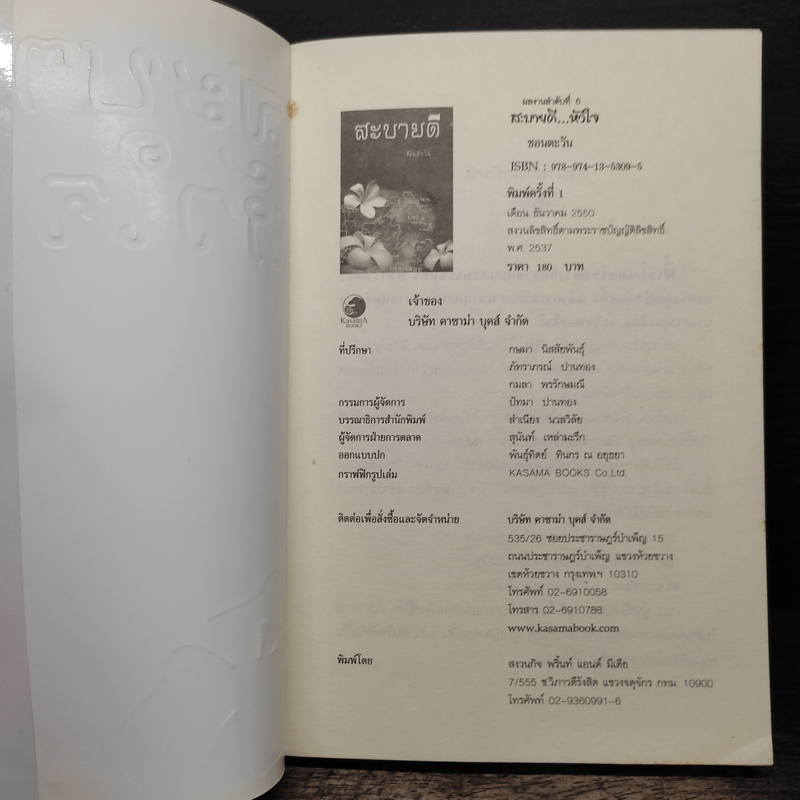 สะบายดี
ผลงานลำดับที่ 6
สะบายดี...หัวใจ
ชอนตะวัน
ISBN : 978-974-13-5309-5
พิมพ์ครั้งที่ 1
เดือน ธันวาคม 2550
สงวนลิขสิทธิ์ตามพระราชบัญญัติลิขสิทธิ์
พ.ศ. 2537
ราคา 180 บาท
KasamA
BOOKS
เจ้าของ
บริษัท คาซาม่า บุคส์ จำกัด
ที่ปรึกษา กษมา นิสสัยพันธุ์
ภัทราภรณ์ ปานทอง
กมลา พรรักษมณี
กรรมการผู้จัดการ ปัทมา ปานทอง
บรรณาธิการสำนักพิมพ์ สำเนียง นวลวิลัย
ผู้จัดการฝ่ายการตลาด สุนันท์ เหล่ามะรึก
ออกแบบปก พันธุ์ทิตย์ ทินกร ณ อยุธยา
กราฟฟิกรูปเล่ม KASAMA BOOKS Co.,Ltd.
ติดต่อเพื่อสั่งซื้อและจัดจำหน่าย บริษัท คาซาม่า บุคส์ จำกัด
535/26 ซอยประชาราษฎร์บำเพ็ญ 15
ถนนประชาราษฎร์บำเพ็ญ แขวงห้วยขวาง
เขตห้วยขวาง กรุงเทพฯ 10310
โทรศัพท์ 02-6910058
โทรสาร 02-6910788
www.kasamabook.com
พิมพ์โดย สงวนกิจ พริ้นท์ แอนด์ มีเดีย
7/555 ซ.วิภาวดีรังสิต แขวงจตุจักร กทม. 10900
โทรศัพท์ 02-9360991-6